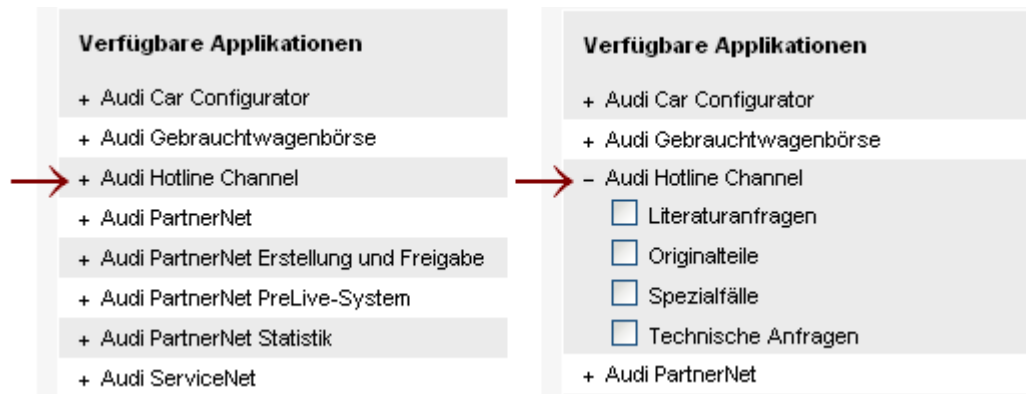 Verfügbare Applikationen
+ Audi Car Configurator
+ Audi Gebrauchtwagenbörse
+ Audi Hotline Channel
+ Audi PartnerNet
+ Audi PartnerNet Erstellung und Freigabe
+ Audi PartnerNet PreLive-System
+ Audi PartnerNet Statistik
+ Audi ServiceNet
Verfügbare Applikationen
+ Audi Car Configurator
+ Audi Gebrauchtwagenbörse
– Audi Hotline Channel
Literaturanfragen
Originalteile
Spezialfälle
Technische Anfragen
+ Audi PartnerNet